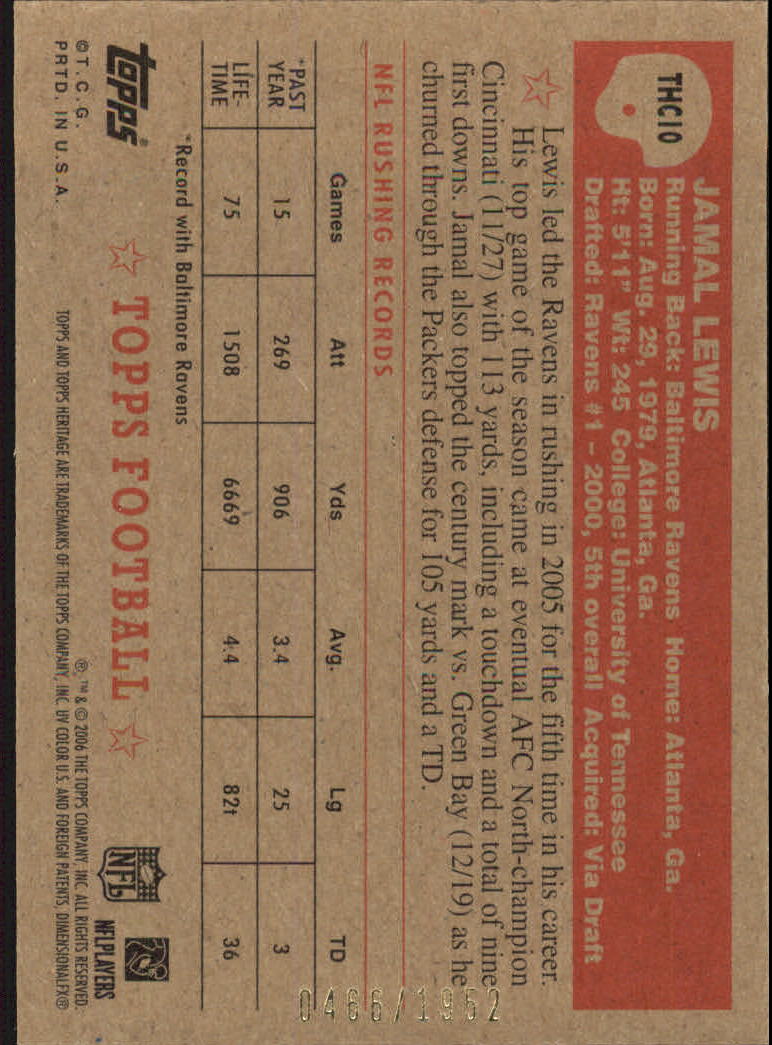 THC10
JAMAL LEWIS
Running Back: Baltimore Ravens Home: Atlanta, Ga.
Born: Aug. 29, 1979, Atlanta, Ga.
Ht: 5'11" Wt: 245 College: University of Tennessee
Drafted: Ravens #1 – 2000, 5th overall Acquired: Via Draft
Lewis led the Ravens in rushing in 2005 for the fifth time in his career.
His top game of the season came at eventual AFC North-champion
Cincinnati (11/27) with 113 yards, including a touchdown and a total of nine
first downs. Jamal also topped the century mark vs. Green Bay (12/19) as he
churned through the Packers defense for 105 yards and a TD.
NFL RUSHING RECORDS
Games Att Yds Avg. Lg TD
*PAST YEAR 15 269 906 3.4 25 3
LIFE-TIME 75 1508 6669 4.4 82t 36
*Record with Baltimore Ravens
0466/1952
topps®
TOPPS FOOTBALL
NFL
NFLPLAYERS
©T.C.G.
PRTD. IN U.S.A.
®,™ & © 2006 THE TOPPS COMPANY, INC. ALL RIGHTS RESERVED.
TOPPS AND TOPPS HERITAGE ARE TRADEMARKS OF THE TOPPS COMPANY, INC. UV COLOR U.S. AND FOREIGN PATENTS, DIMENSIONALFX®